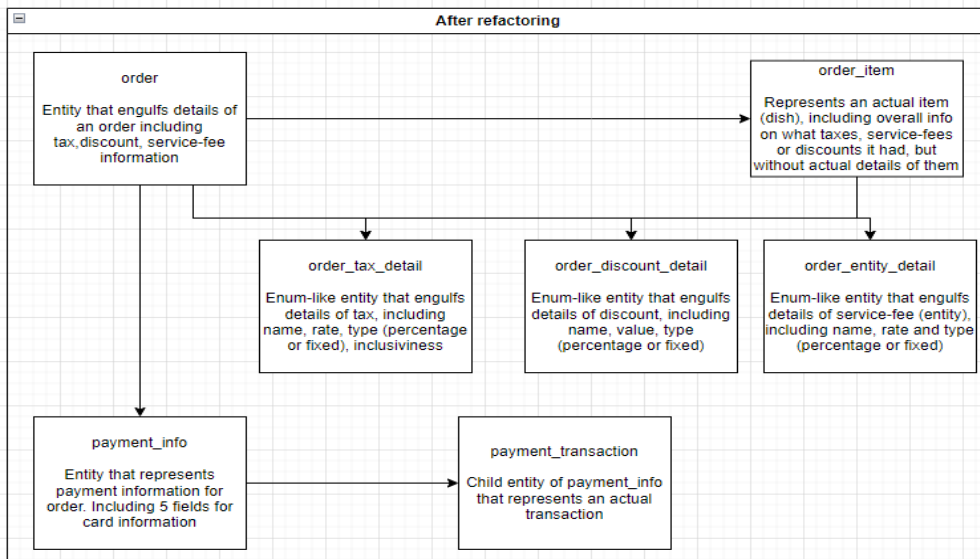 After refactoring
order
Entity that engulfs details of
an order including
tax,discount, service-fee
information
order_item
Represents an actual item
(dish), including overall info
on what taxes, service-fees
or discounts it had, but
without actual details of them
order_tax_detail
Enum-like entity that engulfs
details of tax, including
name, rate, type (percentage
or fixed), inclusiviness
order_discount_detail
Enum-like entity that engulfs
details of discount, including
name, value, type
(percentage or fixed)
order_entity_detail
Enum-like entity that engulfs
details of service-fee (entity),
including name, rate and type
(percentage or fixed)
payment_info
Entity that represents
payment information for
order. Including 5 fields for
card information
payment_transaction
Child entity of payment_info
that represents an actual
transaction